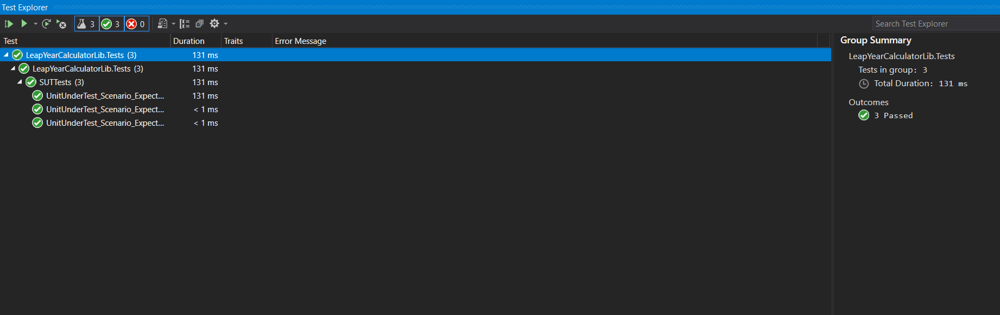 Test Explorer
3 3 0
Search Test Explorer
Test Duration Traits Error Message
LeapYearCalculatorLib.Tests (3) 131 ms
LeapYearCalculatorLib.Tests (3) 131 ms
SUTTests (3) 131 ms
UnitUnderTest_Scenario_Expect... 131 ms
UnitUnderTest_Scenario_Expect... < 1 ms
UnitUnderTest_Scenario_Expect... < 1 ms
Group Summary
LeapYearCalculatorLib.Tests
Tests in group: 3
Total Duration: 131 ms
Outcomes
3 Passed